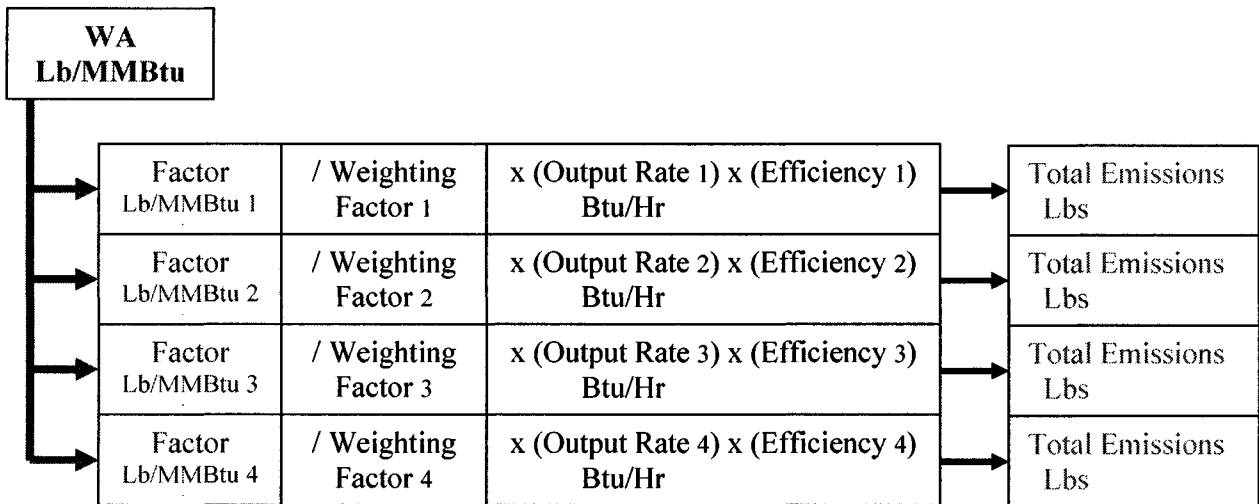 WA
Lb/MMBtu
Factor / Weighting x (Output Rate 1) x (Efficiency 1) Total Emissions
Lb/MMBtu 1 Factor 1 Btu/Hr Lbs
Factor / Weighting x (Output Rate 2) x (Efficiency 2) Total Emissions
Lb/MMBtu 2 Factor 2 Btu/Hr Lbs
Factor / Weighting x (Output Rate 3) x (Efficiency 3) Total Emissions
Lb/MMBtu 3 Factor 3 Btu/Hr Lbs
Factor / Weighting x (Output Rate 4) x (Efficiency 4) Total Emissions
Lb/MMBtu 4 Factor 4 Btu/Hr Lbs